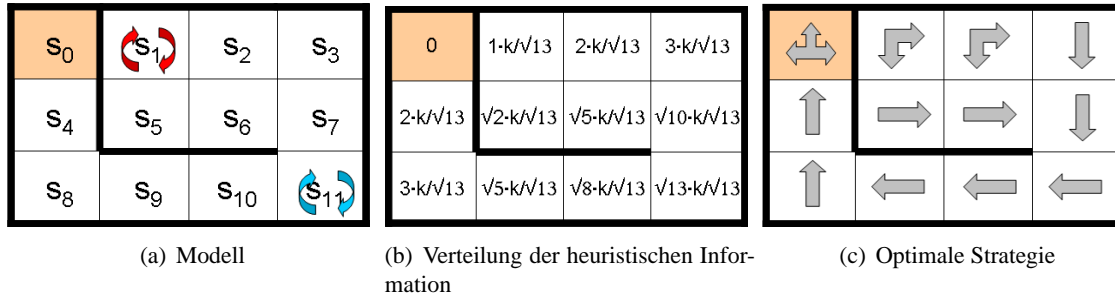 S0 S1 S2 S3
S4 S5 S6 S7
S8 S9 S10 S11
(a) Modell
0 1·k/√13 2·k/√13 3·k/√13
2·k/√13 √2·k/√13 √5·k/√13 √10·k/√13
3·k/√13 √5·k/√13 √8·k/√13 √13·k/√13
(b) Verteilung der heuristischen Infor-
mation
(c) Optimale Strategie